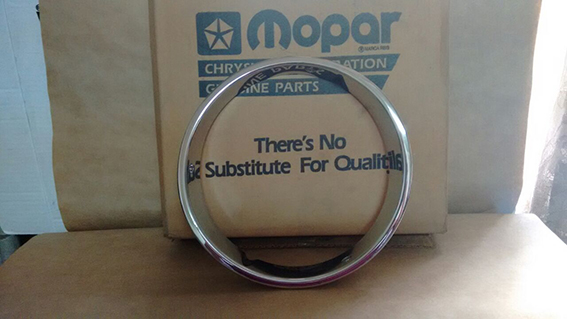 Mopar
CHRYSLER CORPORATION
GENUINE PARTS
There's No
Substitute For Quality